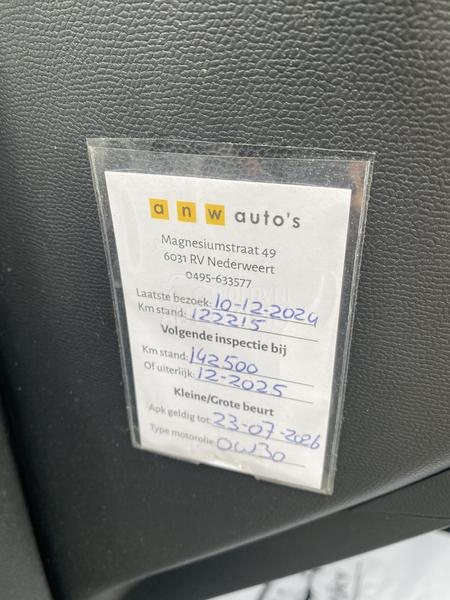 anw auto's
Magnesiumstraat 49
6031 RV Nederweert
0495-633577
Laatste bezoek: 10-12-2024
Km stand: 122215
Volgende inspectie bij
Km stand: 142500
Of uiterlijk: 12-2025
Kleine/Grote beurt
Apk geldig tot 23-07-2026
Type motorolie 0W30